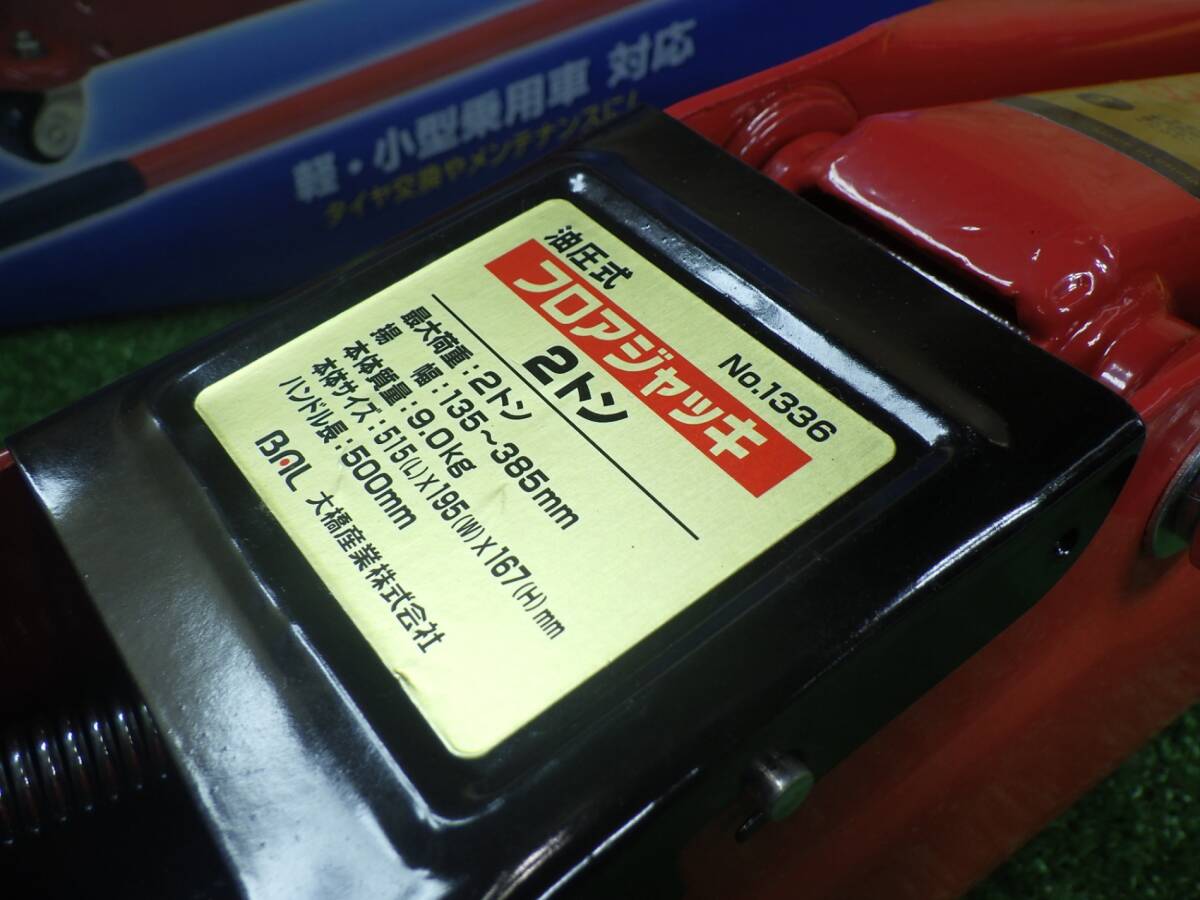 軽・小型乗用車 対応
タイヤ交換やメンテナンスに!
油圧式
No.1336
フロアジャッキ
2トン
最大荷重:2トン
揚　幅:135~385mm
本体質量:9.0kg
本体サイズ:515(L)X195(W)X167(H)mm
ハンドル長:500mm
BAL 大橋産業株式会社